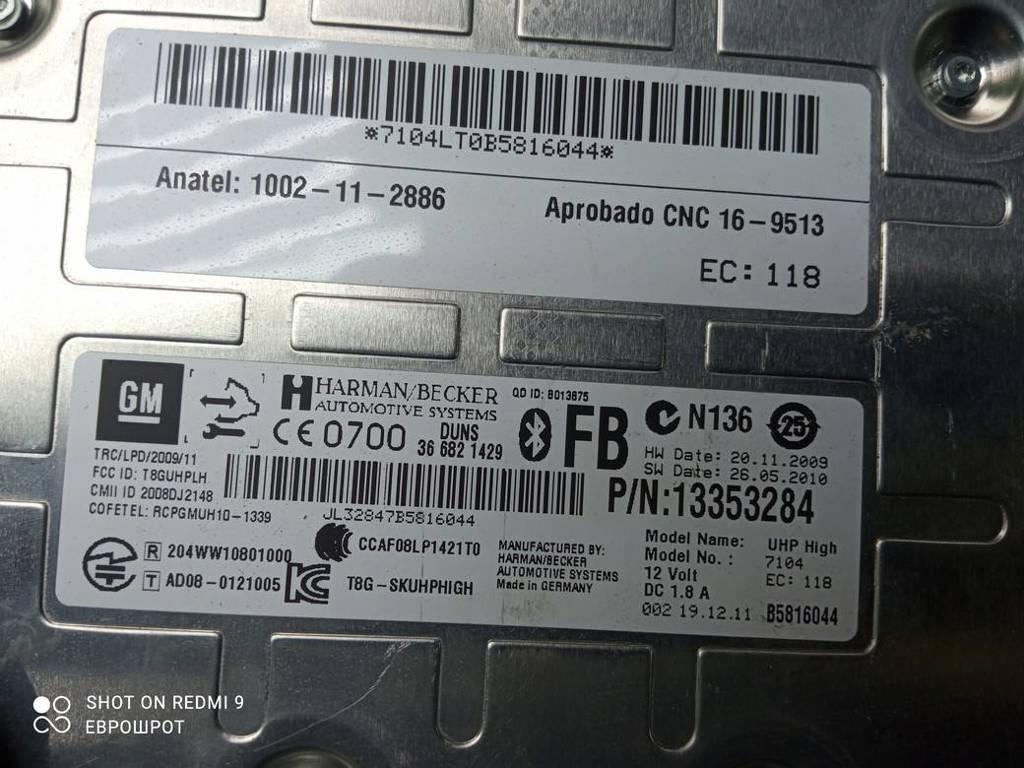 *7104LT0B5816044*
Anatel: 1002-11-2886
Aprobado CNC 16-9513
EC: 118
GM
HARMAN/BECKER
AUTOMOTIVE SYSTEMS
QD ID: B013875
CE 0700
DUNS
36 682 1429
FB
N136
25
HW Date: 20.11.2009
SW Date: 26.05.2010
TRC/LPD/2009/11
FCC ID: T8GUHPLH
CMII ID 2008DJ2148
COFETEL: RCPGMUH10-1339
JL32847B5816044
P/N:13353284
R 204WW10801000
T AD08-0121005
CCAF08LP1421T0
T8G-SKUHPHIGH
MANUFACTURED BY:
HARMAN/BECKER
AUTOMOTIVE SYSTEMS
Made in GERMANY
Model Name: UHP High
Model No.: 7104
12 Volt EC: 118
DC 1.8 A
002 19.12.11 B5816044
SHOT ON REDMI 9
ЕВРОШРОТ